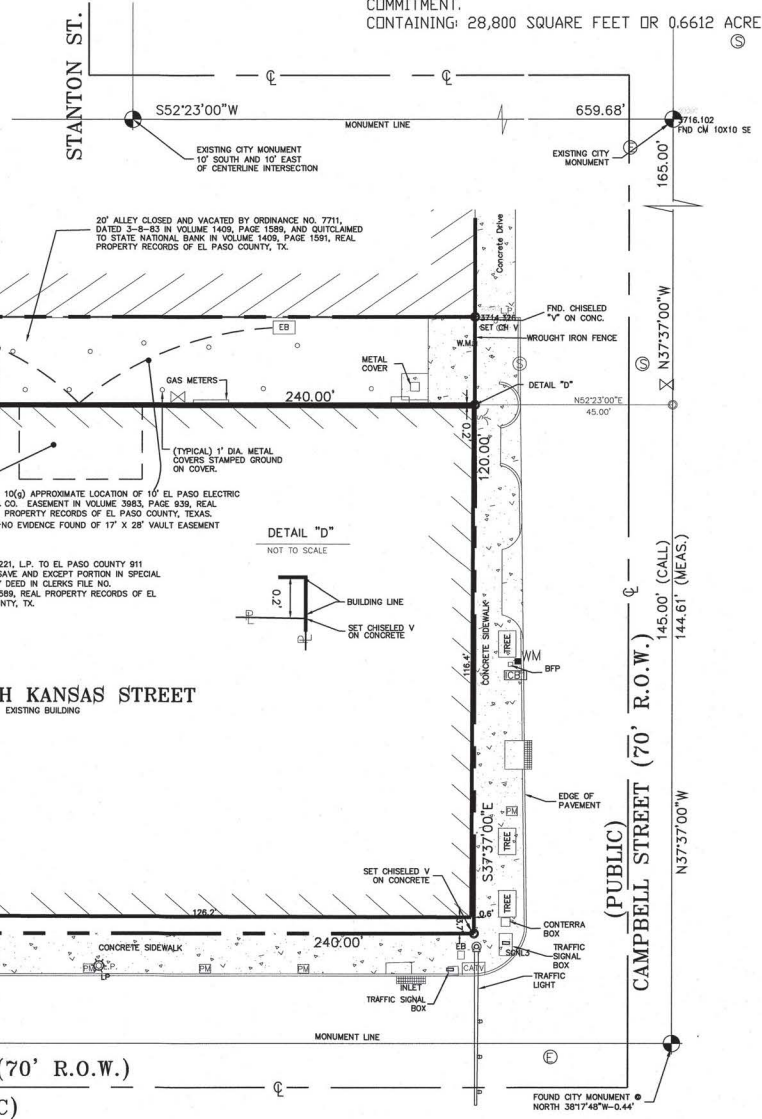 COMMITMENT.
CONTAINING: 28,800 SQUARE FEET OR 0.6612 ACRE
S
STANTON ST.
℄
℄
S52°23'00"W
MONUMENT LINE
659.68'
3716.102
FND CM 10X10 SE
EXISTING CITY MONUMENT
10' SOUTH AND 10' EAST
OF CENTERLINE INTERSECTION
EXISTING CITY
MONUMENT
165.00'
20' ALLEY CLOSED AND VACATED BY ORDINANCE NO. 7711,
DATED 3-8-83 IN VOLUME 1409, PAGE 1589, AND QUITCLAIMED
TO STATE NATIONAL BANK IN VOLUME 1409, PAGE 1591, REAL
PROPERTY RECORDS OF EL PASO COUNTY, TX.
Concrete Drive
N37°37'00"W
FND. CHISELED
"V" ON CONC.
SET CH V
EB
W.M.
WROUGHT IRON FENCE
METAL
COVER
S
S
GAS METERS
DETAIL "D"
240.00'
N52°23'00"E
45.00'
0.2'
120.00'
(TYPICAL) 1' DIA. METAL
COVERS STAMPED GROUND
ON COVER.
10(g) APPROXIMATE LOCATION OF 10' EL PASO ELECTRIC
CO. EASEMENT IN VOLUME 3983, PAGE 939, REAL
PROPERTY RECORDS OF EL PASO COUNTY, TEXAS.
NO EVIDENCE FOUND OF 17' X 28' VAULT EASEMENT
DETAIL "D"
NOT TO SCALE
221, L.P. TO EL PASO COUNTY 911
SAVE AND EXCEPT PORTION IN SPECIAL
DEED IN CLERKS FILE NO.
589, REAL PROPERTY RECORDS OF EL
NTY, TX.
0.2'
BUILDING LINE
SET CHISELED V
ON CONCRETE
PL
PL
145.00' (CALL)
144.61' (MEAS.)
℄
CONCRETE SIDEWALK
TREE
WM
BFP
ICB
116.4'
H KANSAS STREET
EXISTING BUILDING
EDGE OF
PAVEMENT
PM
TREE
S37°37'00"E
N37°37'00"W
(PUBLIC)
CAMPBELL STREET (70' R.O.W.)
SET CHISELED V
ON CONCRETE
TREE
126.2'
0.6'
3.7'
CONTERRA
BOX
CONCRETE SIDEWALK
240.00'
EB
SGNL3
TRAFFIC
SIGNAL
BOX
PM
L.P.
LP
PM
PM
CATV
INLET
TRAFFIC SIGNAL
BOX
TRAFFIC
LIGHT
MONUMENT LINE
E
(70' R.O.W.)
℄
C)
FOUND CITY MONUMENT @
NORTH 38°17'48"W-0.44'